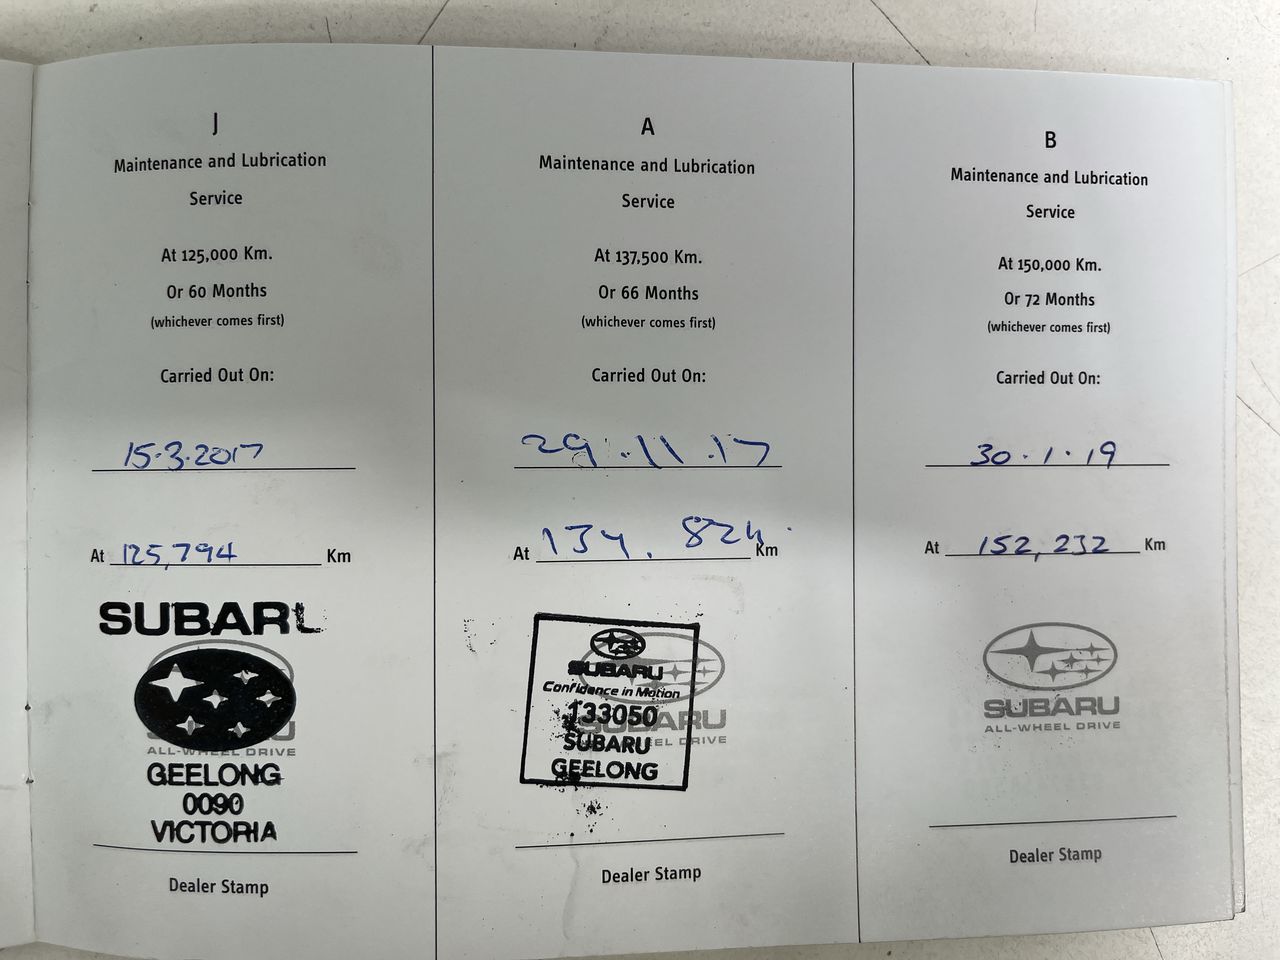 J
Maintenance and Lubrication
Service
At 125,000 Km.
Or 60 Months
(whichever comes first)
Carried Out On:
15.3.2017
At 125,794 Km
SUBARU
ALL-WHEEL DRIVE
GEELONG
0090
VICTORIA
Dealer Stamp
A
Maintenance and Lubrication
Service
At 137,500 Km.
Or 66 Months
(whichever comes first)
Carried Out On:
29.11.17
At 134.824 Km
SUBARU
Confidence in Motion
133050
SUBARU
GEELONG
SUBARU
ALL-WHEEL DRIVE
Dealer Stamp
B
Maintenance and Lubrication
Service
At 150,000 Km.
Or 72 Months
(whichever comes first)
Carried Out On:
30.1.19
At 152,232 Km
SUBARU
ALL-WHEEL DRIVE
Dealer Stamp